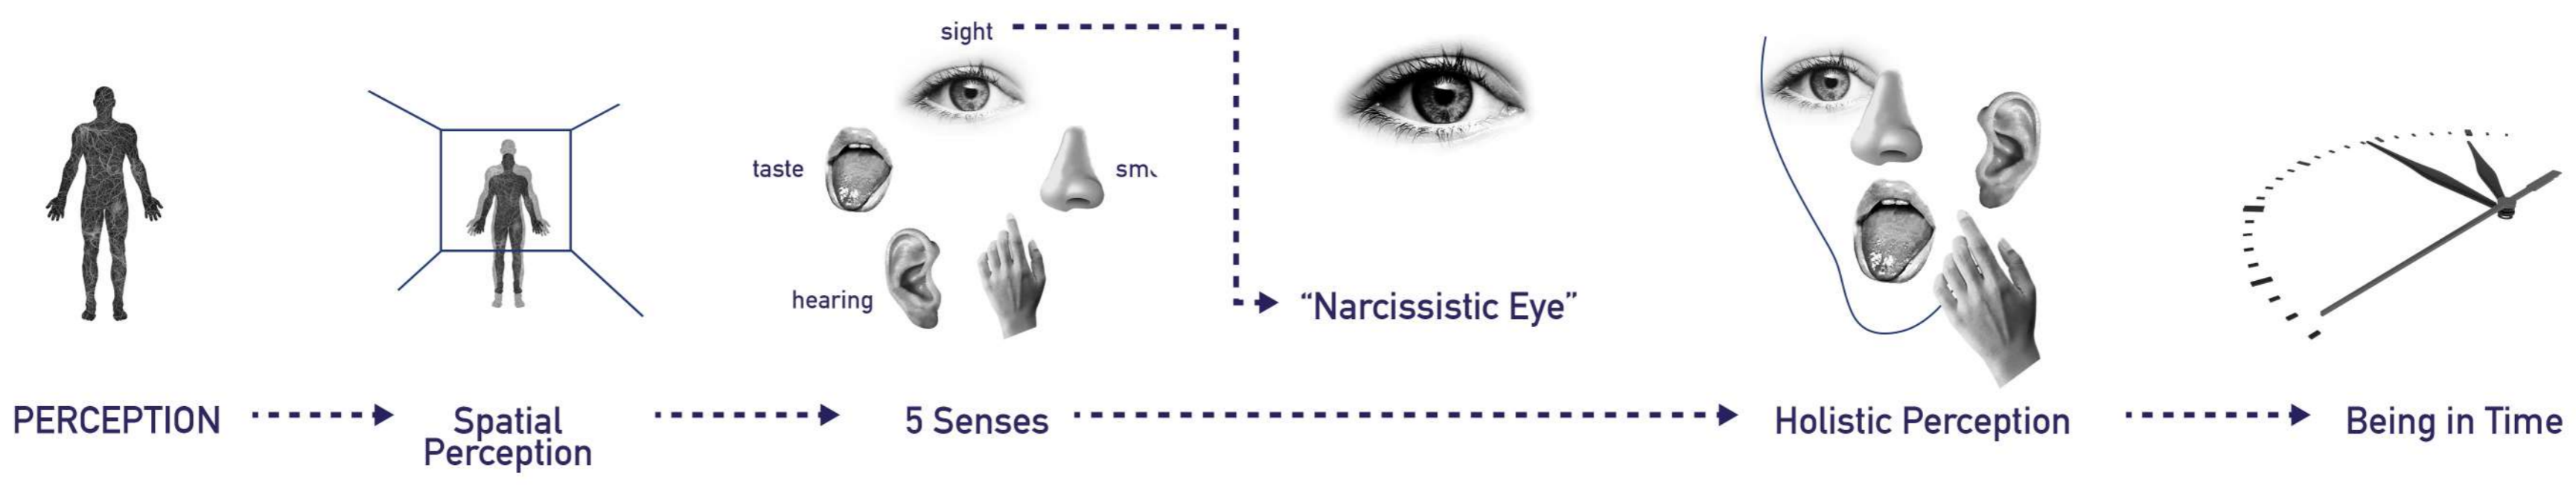 sight
taste
hearing
“Narcissistic Eye”
PERCEPTION
Spatial
Perception
5 Senses
Holistic Perception
Being in Time